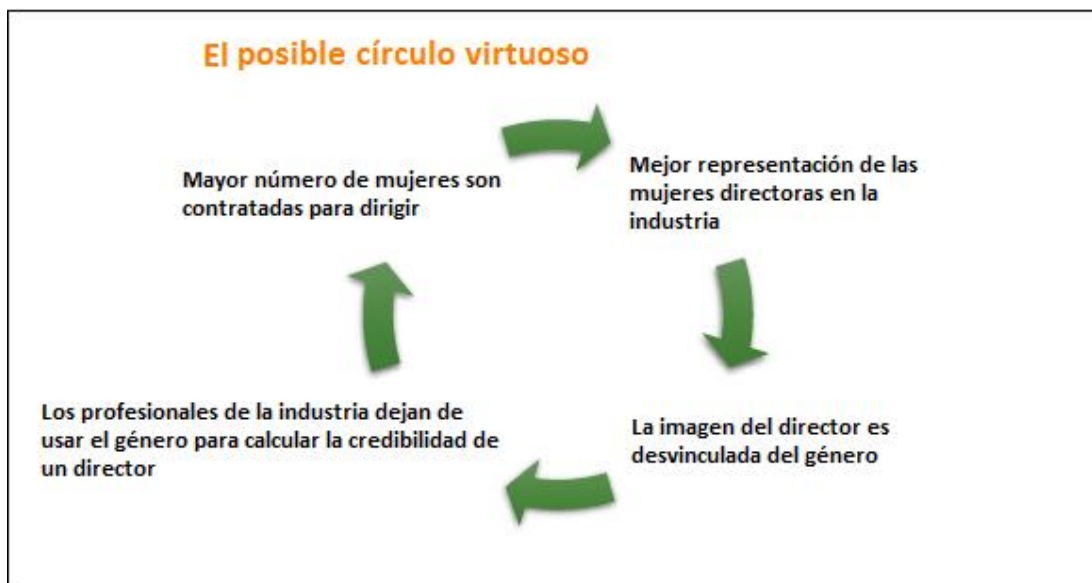 El posible círculo virtuoso
Mayor número de mujeres son
contratadas para dirigir
Mejor representación de las
mujeres directoras en la
industria
La imagen del director es
desvinculada del género
Los profesionales de la industria dejan de
usar el género para calcular la credibilidad de
un director